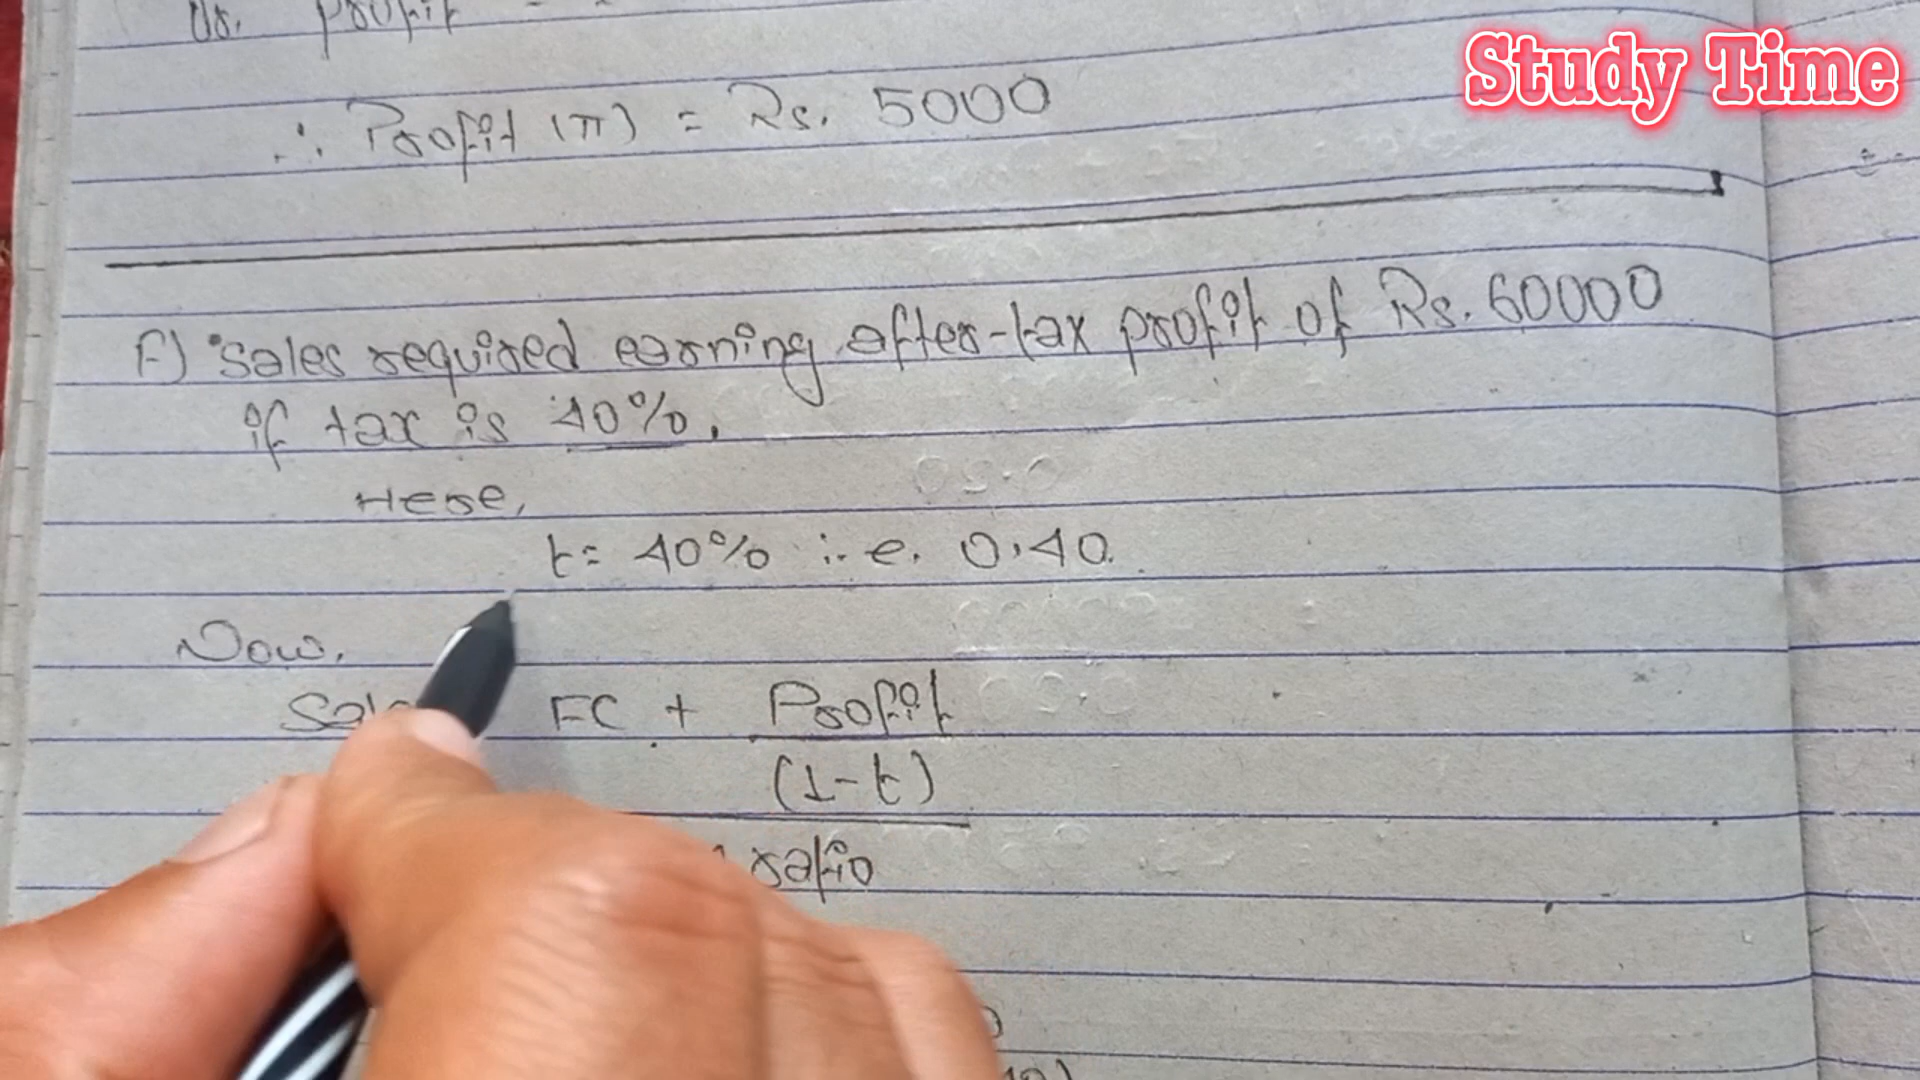 Study Time
∴ Profit (π) = Rs. 5000
F) Sales required earning after-tax profit of Rs. 60000
if tax is 40%.
Here,
t = 40% i.e. 0.40
Now,
FC + Profit
(1-t)
ratio